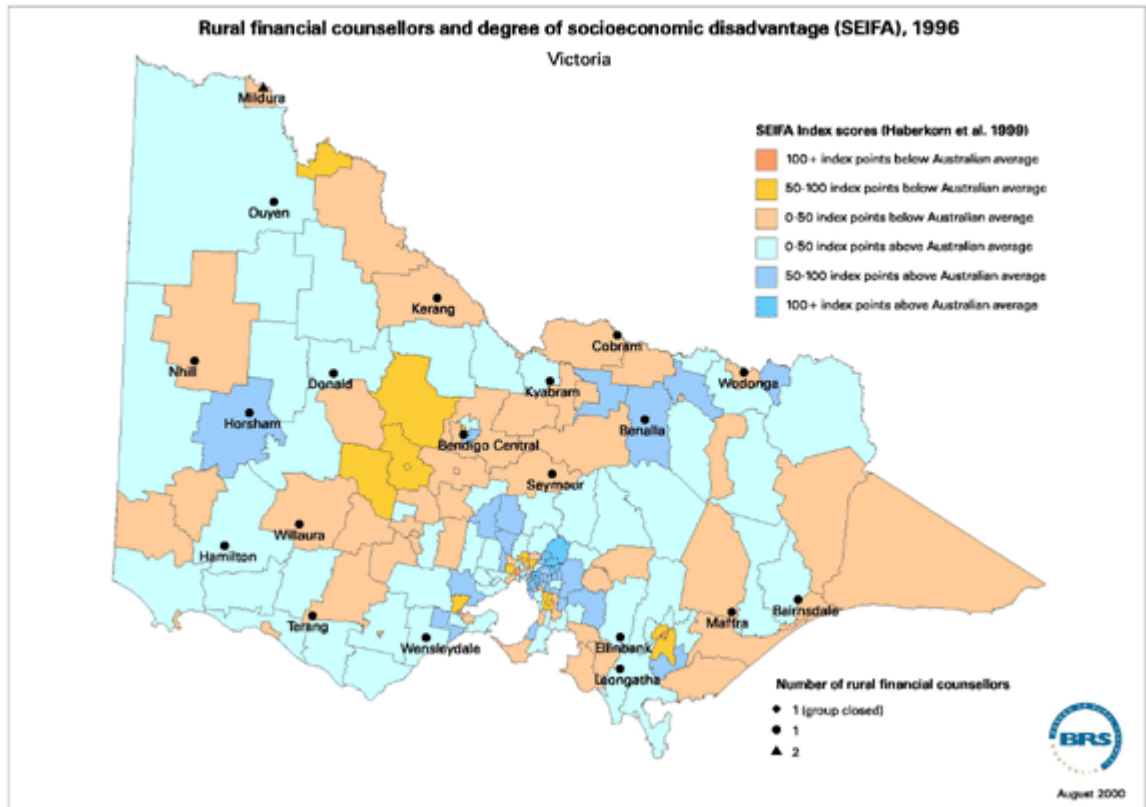 Rural financial counsellors and degree of socioeconomic disadvantage (SEIFA), 1996
Victoria
Mildura
SEIFA Index scores (Haberkorn et al. 1999)
100+ index points below Australian average
50-100 index points below Australian average
0-50 index points below Australian average
0-50 index points above Australian average
50-100 index points above Australian average
100+ index points above Australian average
Ouyen
Kerang
Cobram
Nhill
Donald
Kyabram
Wodonga
Horsham
Benalla
Bendigo Central
Seymour
Willaura
Hamilton
Terang
Wensleydale
Ellinbank
Maffra
Bairnsdale
Leongatha
Number of rural financial counsellors
1 (group closed)
1
2
BRS
August 2000